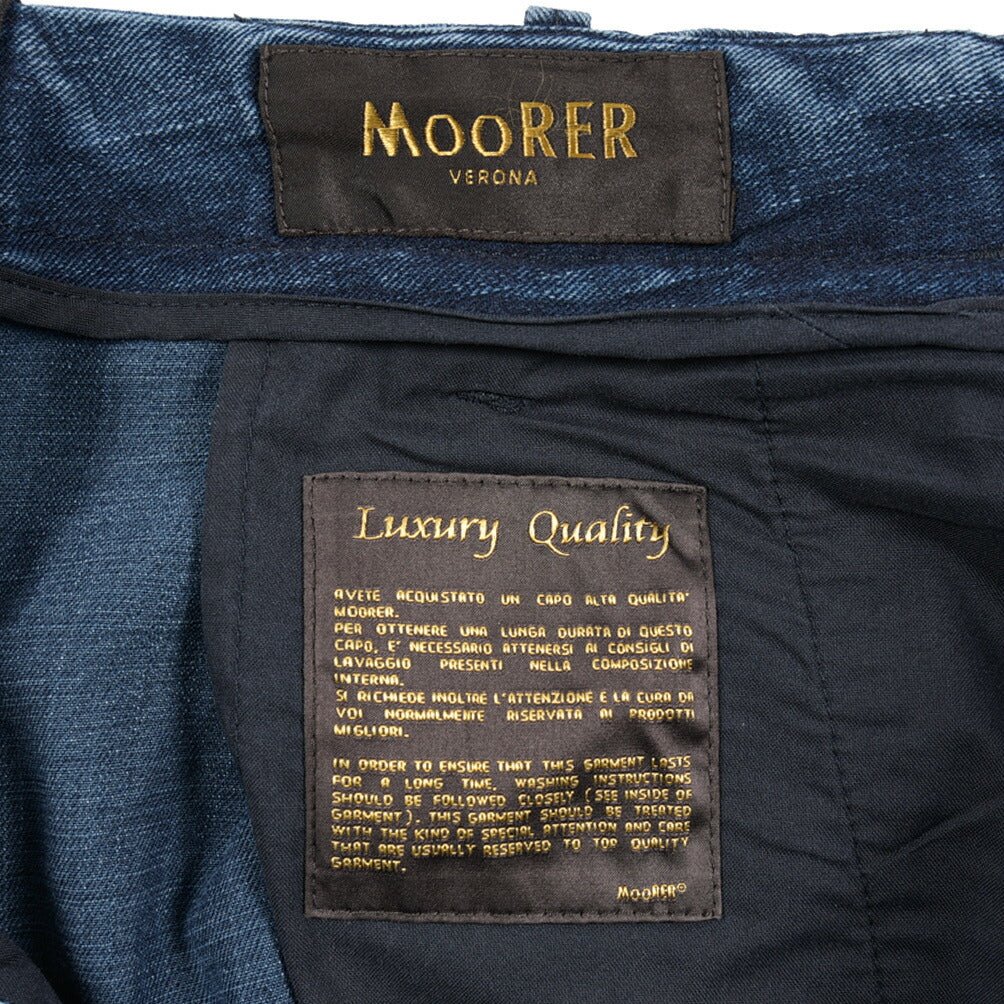 MOORER
VERONA
Luxury Quality
AVETE ACQUISTATO UN CAPO ALTA QUALITA'
MOORER.
PER OTTENERE UNA LUNGA DURATA DI QUESTO
CAPO, E' NECESSARIO ATTENERSI AI CONSIGLI DI
LAVAGGIO PRESENTI NELLA COMPOSIZIONE
INTERNA.
SI RICHIEDE INOLTRE L'ATTENZIONE E LA CURA DA
VOI NORMALMENTE RISERVATA AI PRODOTTI
MIGLIORI.
IN ORDER TO ENSURE THAT THIS GARMENT LASTS
FOR A LONG TIME, WASHING INSTRUCTIONS
SHOULD BE FOLLOWED CLOSELY (SEE INSIDE OF
GARMENT). THIS GARMENT SHOULD BE TREATED
WITH THE KIND OF SPECIAL ATTENTION AND CARE
THAT ARE USUALLY RESERVED TO TOP QUALITY
GARMENT.
MOORER®